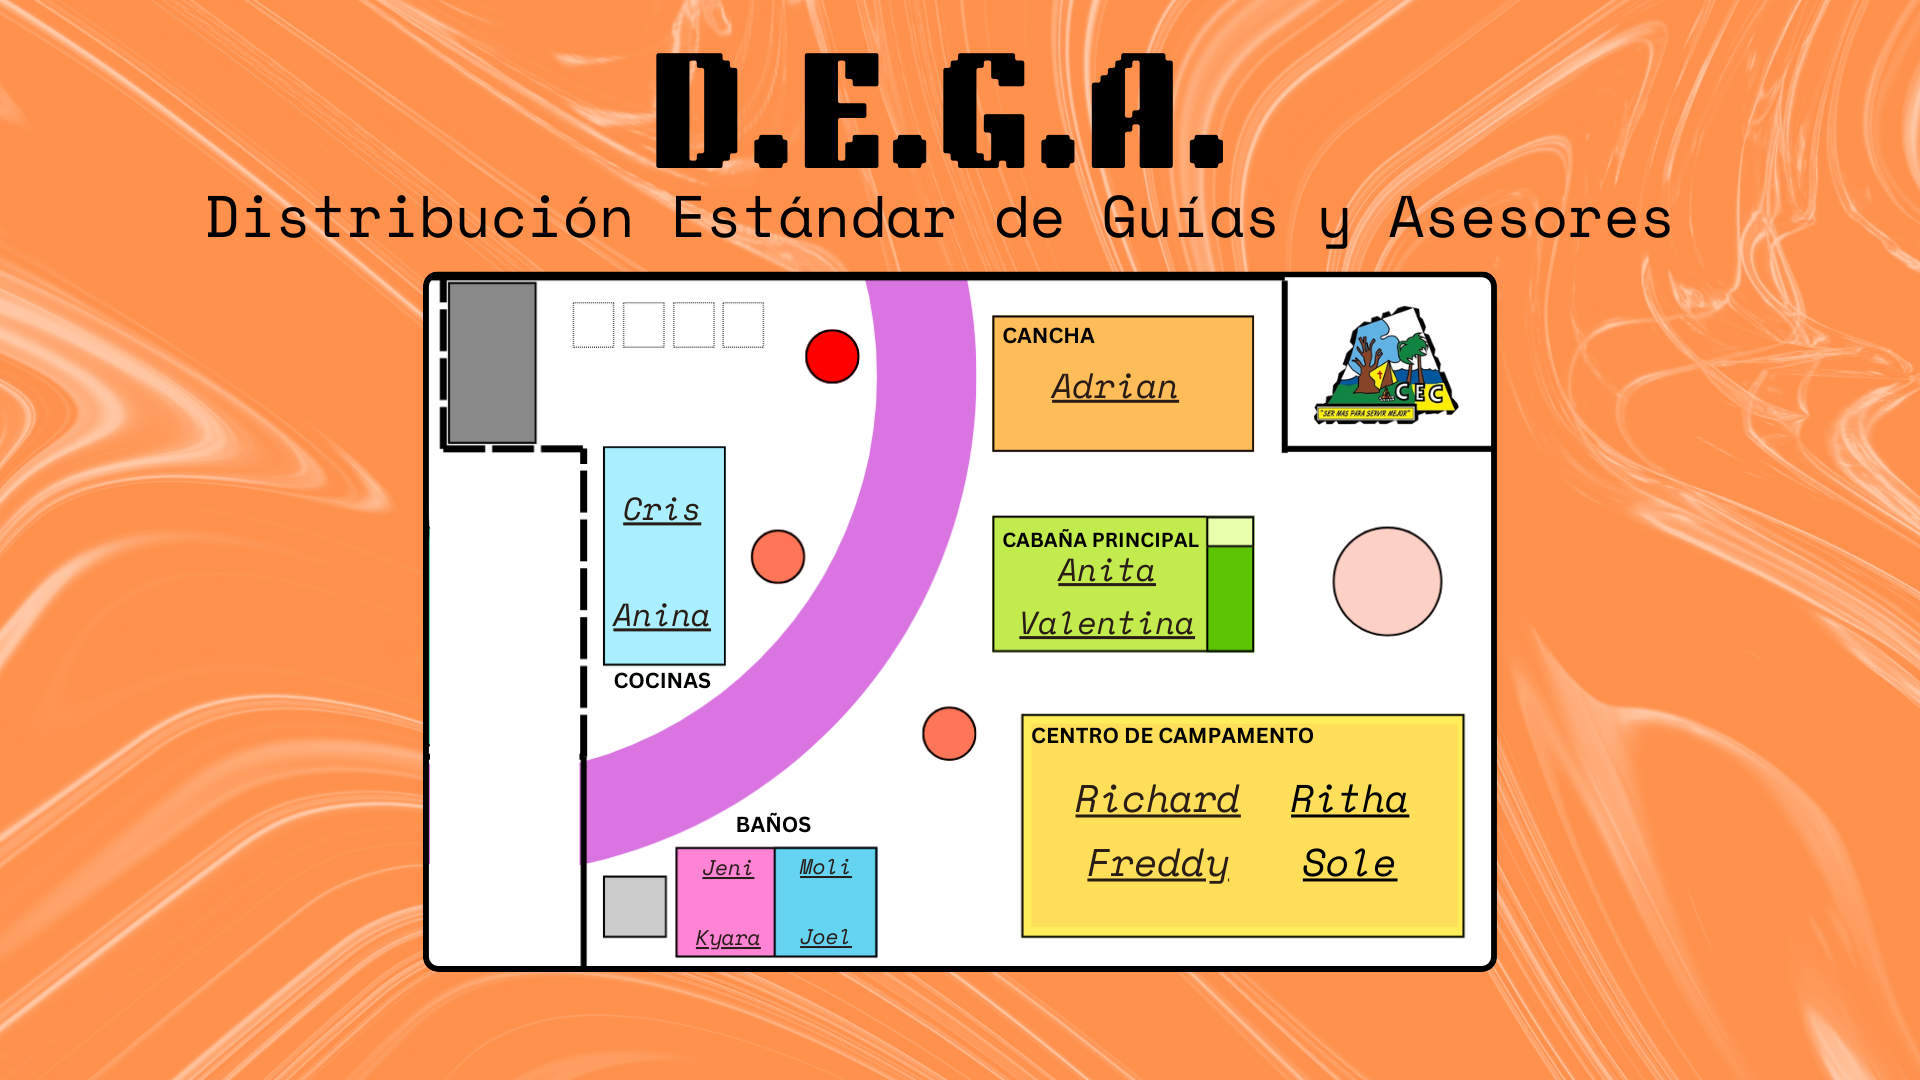 D.E.G.A.
Distribución Estándar de Guías y Asesores
CANCHA
Adrian
CEC
"SER MAS PARA SERVIR MEJOR"
Cris
Anina
COCINAS
CABAÑA PRINCIPAL
Anita
Valentina
CENTRO DE CAMPAMENTO
Richard Ritha
Freddy Sole
BAÑOS
Jeni Moli
Kyara Joel